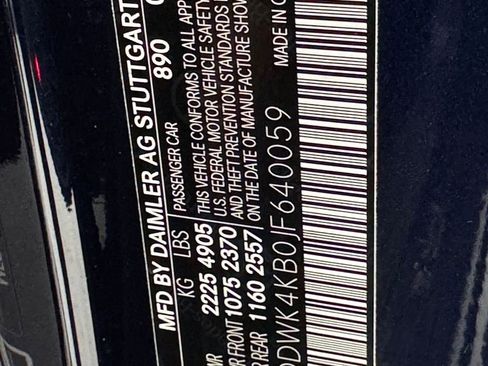 MFD BY DAIMLER AG STUTTGART
890
PASSENGER CAR
KG LBS
2225 4905
FRONT 1075 2370
REAR 1160 2557
THIS VEHICLE CONFORMS TO ALL APP
U.S. FEDERAL MOTOR VEHICLE SAFETY
AND THEFT PREVENTION STANDARDS
ON THE DATE OF MANUFACTURE SHOW
MADE IN
DWK4KB0JF640059